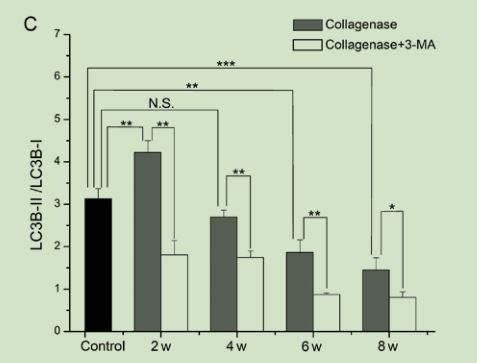 C
Collagenase
Collagenase+3-MA
LC3B-II /LC3B-I
7
6
5
4
3
2
1
0
***
**
N.S.
** **
**
**
*
Control 2 w 4 w 6 w 8 w